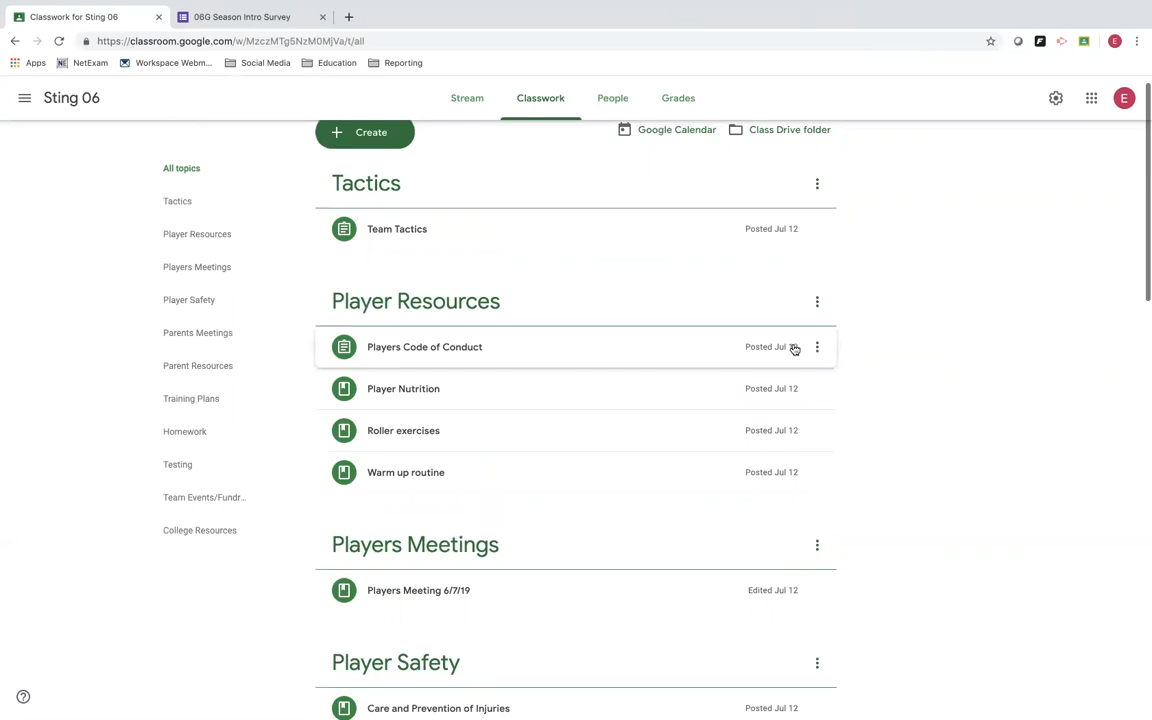 Classwork for Sting 06
06G Season Intro Survey
https://classroom.google.com/w/MzczMTg5NzM0MjVa/t/all
Apps NetExam Workspace Webm... Social Media Education Reporting
E
Sting 06 Stream Classwork People Grades E
Create Google Calendar Class Drive folder
All topics
Tactics
Player Resources
Players Meetings
Player Safety
Parents Meetings
Parent Resources
Training Plans
Homework
Testing
Team Events/Fundr...
College Resources
Tactics
Team Tactics Posted Jul 12
Player Resources
Players Code of Conduct Posted Jul
Player Nutrition Posted Jul 12
Roller exercises Posted Jul 12
Warm up routine Posted Jul 12
Players Meetings
Players Meeting 6/7/19 Edited Jul 12
Player Safety
Care and Prevention of Injuries Posted Jul 12